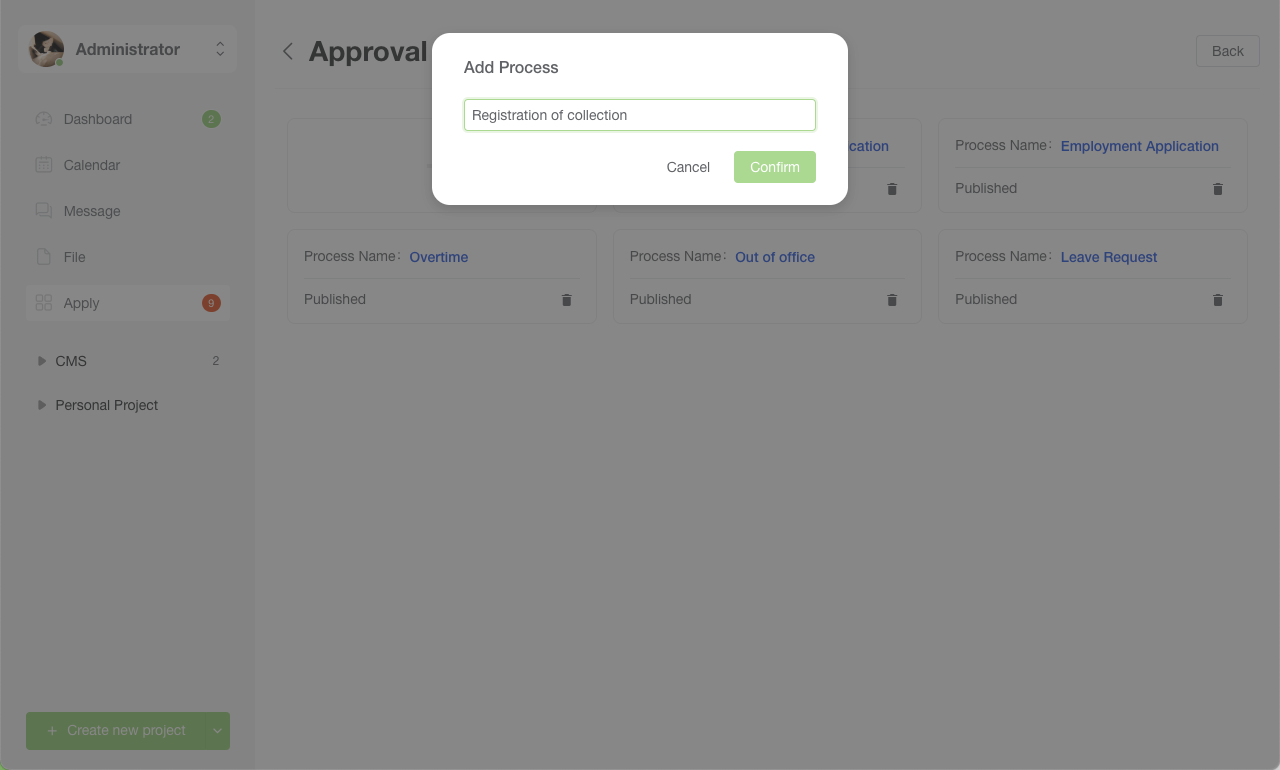 Administrator
Dashboard
2
Calendar
Message
File
Apply
9
CMS
2
Personal Project
+ Create new project
Approval
Back
Add Process
Registration of collection
Cancel
Confirm
cation
Process Name: Employment Application
Published
Process Name: Overtime
Published
Process Name: Out of office
Published
Process Name: Leave Request
Published